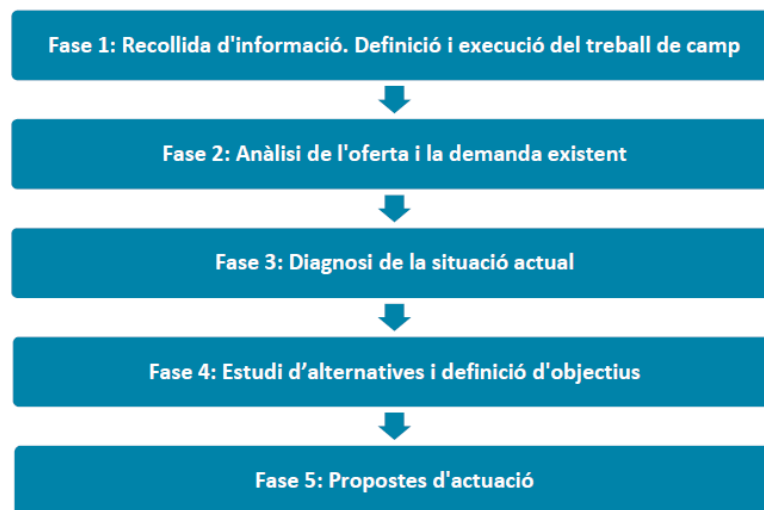 Fase 1: Recollida d'informació. Definició i execució del treball de camp
Fase 2: Anàlisi de l'oferta i la demanda existent
Fase 3: Diagnosi de la situació actual
Fase 4: Estudi d’alternatives i definició d'objectius
Fase 5: Propostes d'actuació